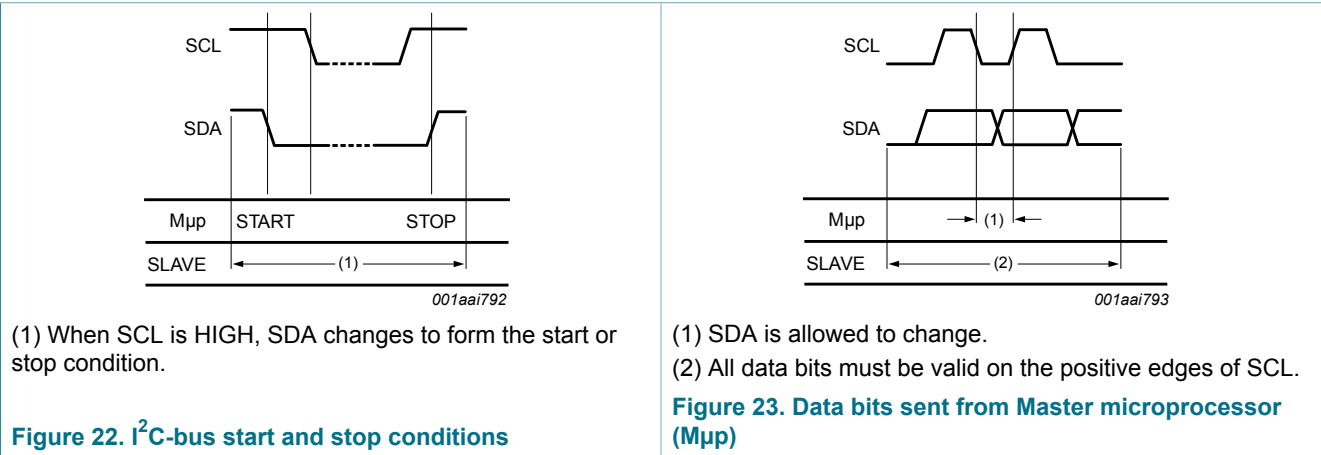 SCL
SDA
Mµp START STOP
SLAVE (1)
001aai792
(1) When SCL is HIGH, SDA changes to form the start or
stop condition.
Figure 22. I²C-bus start and stop conditions
SCL
SDA
Mµp (1)
SLAVE (2)
001aai793
(1) SDA is allowed to change.
(2) All data bits must be valid on the positive edges of SCL.
Figure 23. Data bits sent from Master microprocessor
(Mµp)